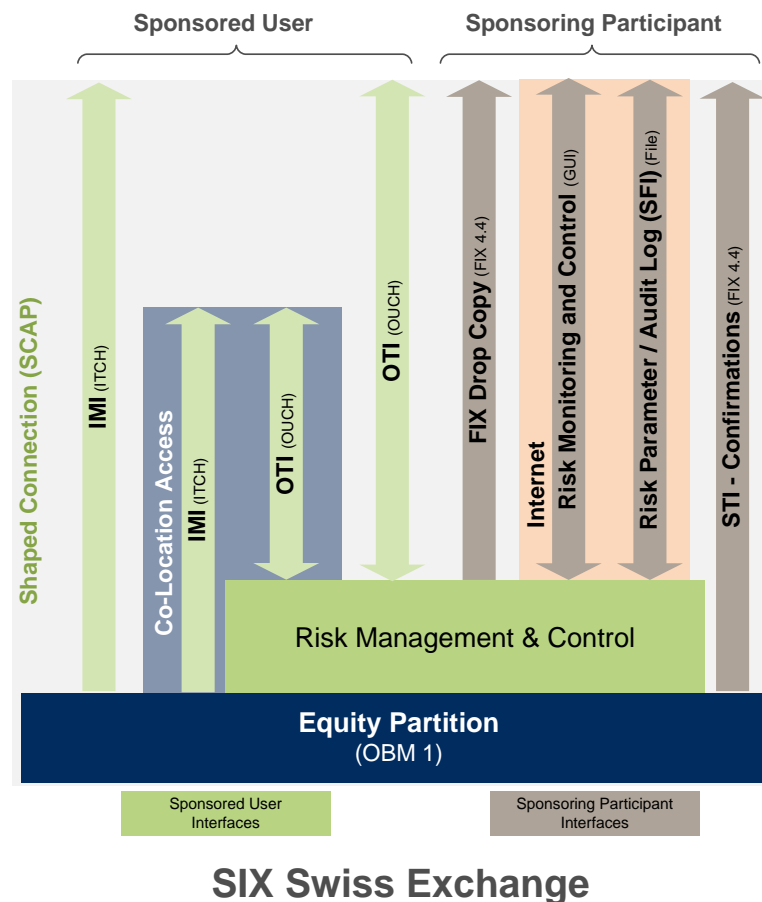 Sponsored User
Sponsoring Participant
Shaped Connection (SCAP)
IMI (ITCH)
Co-Location Access
IMI (ITCH)
OTI (OUCH)
OTI (OUCH)
FIX Drop Copy (FIX 4.4)
Internet
Risk Monitoring and Control (GUI)
Risk Parameter / Audit Log (SFI) (File)
STI - Confirmations (FIX 4.4)
Risk Management & Control
Equity Partition
(OBM 1)
Sponsored User
Interfaces
Sponsoring Participant
Interfaces
SIX Swiss Exchange